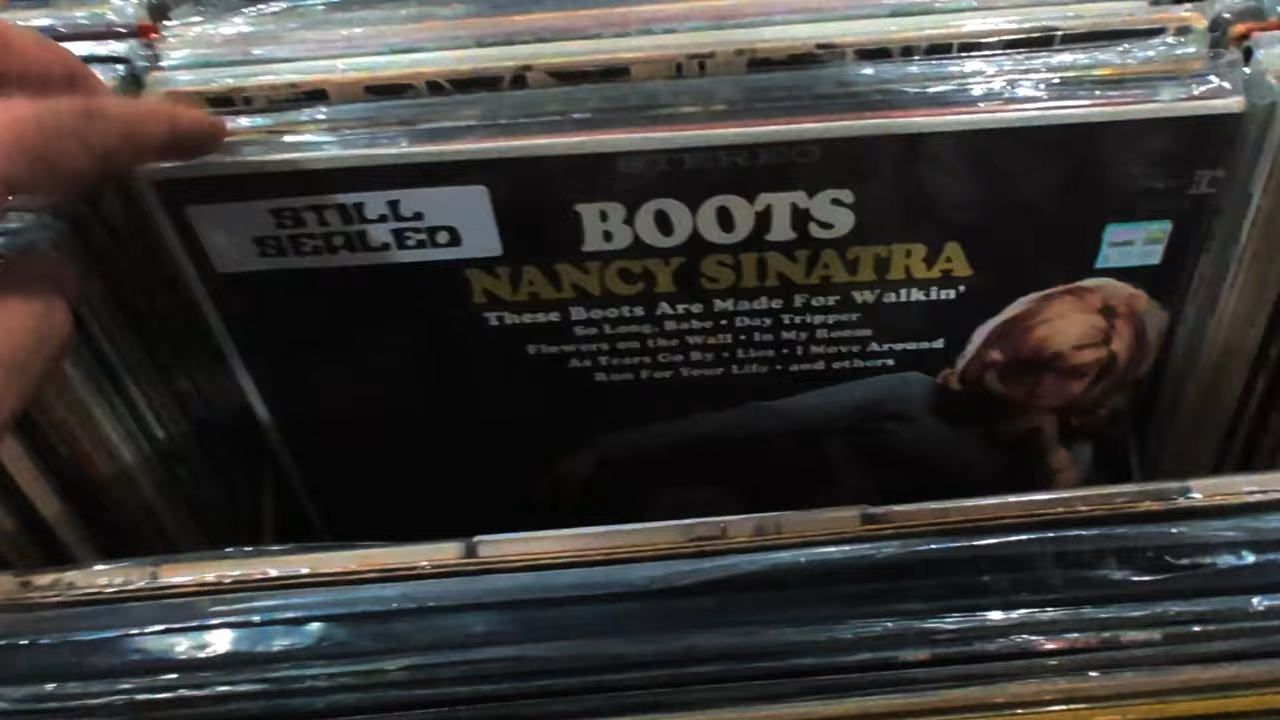 STEREO
STILL
SEALED
BOOTS
NANCY SINATRA
These Boots Are Made For Walkin'
So Long, Babe • Day Tripper
Flowers on the Wall • In My Room
As Tears Go By • Lies • I Move Around
Run For Your Life • and others